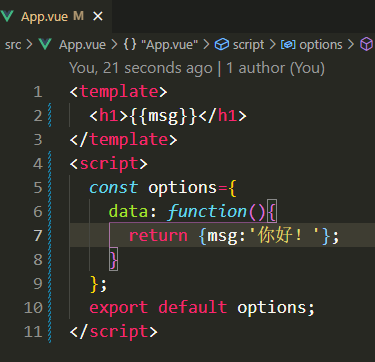 App.vue M ×
src > App.vue > {} "App.vue" > script > options >
You, 21 seconds ago | 1 author (You)
1 <template>
2 <h1>{{msg}}</h1>
3 </template>
4 <script>
5 const options={
6 data: function(){
7 return {msg:'你好！'};
8 }
9 };
10 export default options;
11 </script>